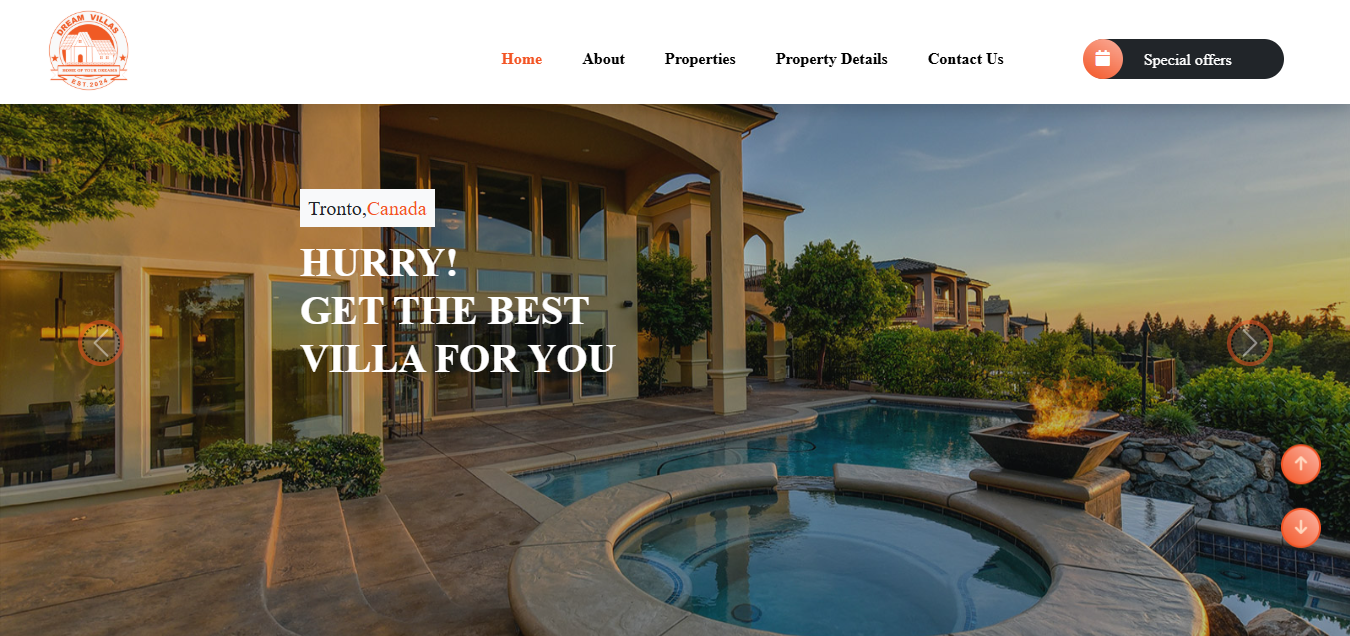 DREAM VILLAS
HOME OF YOUR DREAMS
EST. 2024
Home
About
Properties
Property Details
Contact Us
Special offers
Tronto,Canada
HURRY!
GET THE BEST
VILLA FOR YOU